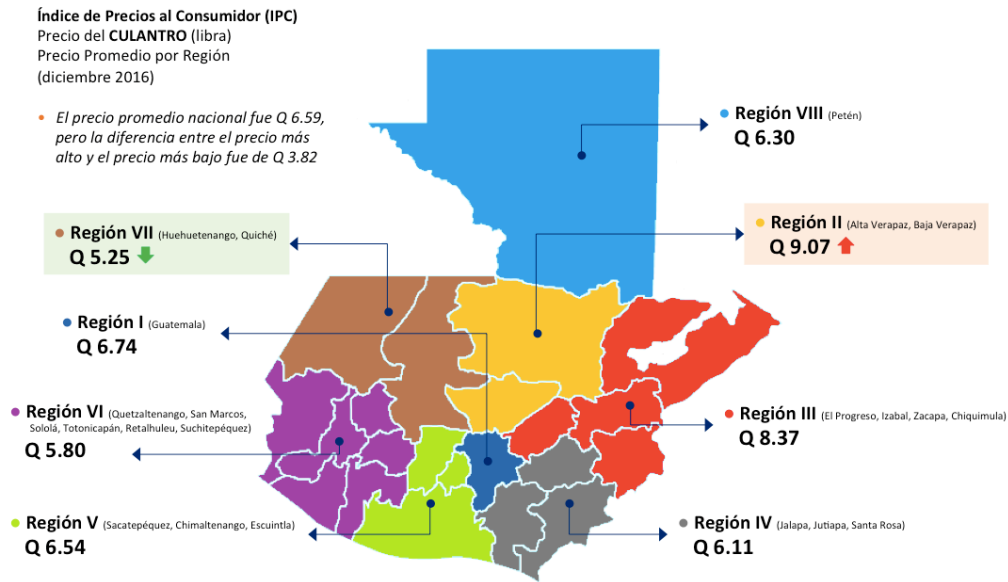 Índice de Precios al Consumidor (IPC)
Precio del CULANTRO (libra)
Precio Promedio por Región
(diciembre 2016)
• El precio promedio nacional fue Q 6.59,
pero la diferencia entre el precio más
alto y el precio más bajo fue de Q 3.82
Región VIII (Petén)
Q 6.30
Región VII (Huehuetenango, Quiché)
Q 5.25
Región II (Alta Verapaz, Baja Verapaz)
Q 9.07
Región I (Guatemala)
Q 6.74
Región VI (Quetzaltenango, San Marcos,
Sololá, Totonicapán, Retalhuleu, Suchitepéquez)
Q 5.80
Región III (El Progreso, Izabal, Zacapa, Chiquimula)
Q 8.37
Región V (Sacatepéquez, Chimaltenango, Escuintla)
Q 6.54
Región IV (Jalapa, Jutiapa, Santa Rosa)
Q 6.11